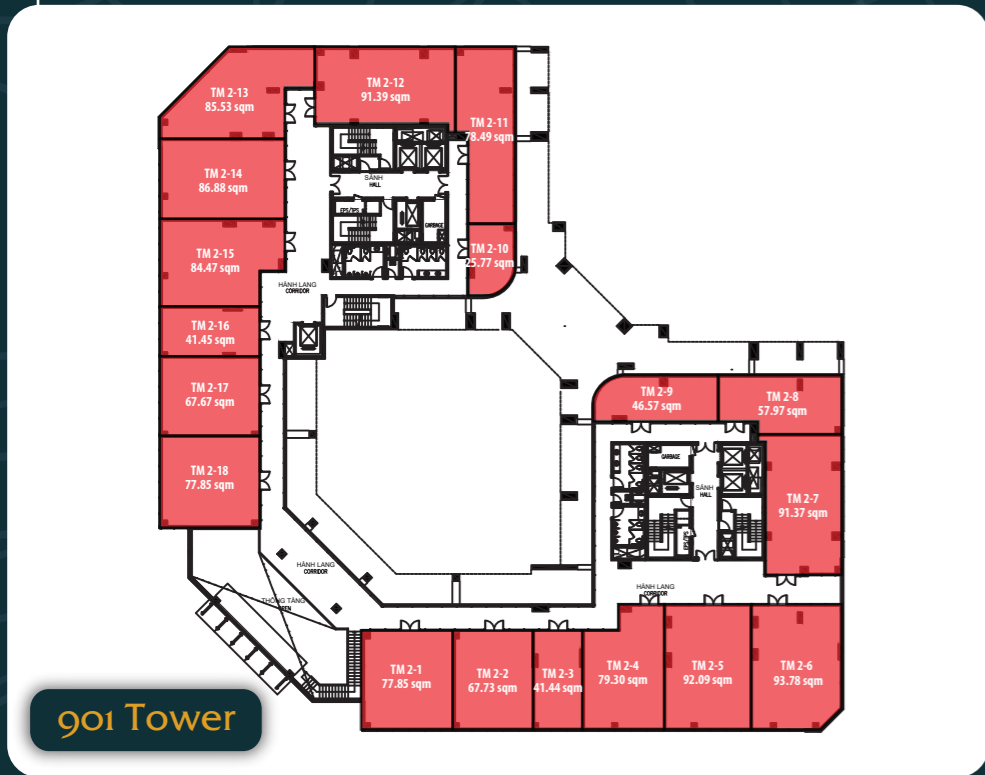 TM 2-13
85.53 sqm
TM 2-12
91.39 sqm
TM 2-11
78.49 sqm
TM 2-14
86.88 sqm
SẢNH
HALL
EPS/IPS
GARBAGE
TM 2-15
84.47 sqm
TM 2-10
25.77 sqm
HÀNH LANG
CORRIDOR
TM 2-16
41.45 sqm
TM 2-17
67.67 sqm
TM 2-9
46.57 sqm
TM 2-8
57.97 sqm
TM 2-18
77.85 sqm
GARBAGE
SẢNH
HALL
TM 2-7
91.37 sqm
EPS/IPS
HÀNH LANG
CORRIDOR
HÀNH LANG
CORRIDOR
THÔNG TẦNG
TM 2-1
77.85 sqm
TM 2-2
67.73 sqm
TM 2-3
41.44 sqm
TM 2-4
79.30 sqm
TM 2-5
92.09 sqm
TM 2-6
93.78 sqm
901 Tower